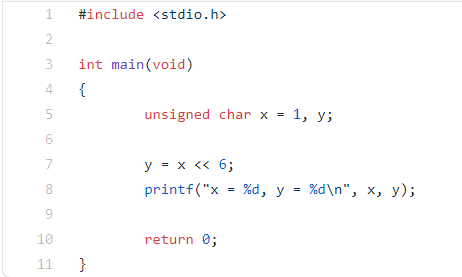 1 #include <stdio.h>
2
3 int main(void)
4 {
5 unsigned char x = 1, y;
6
7 y = x << 6;
8 printf("x = %d, y = %d\n", x, y);
9
10 return 0;
11 }